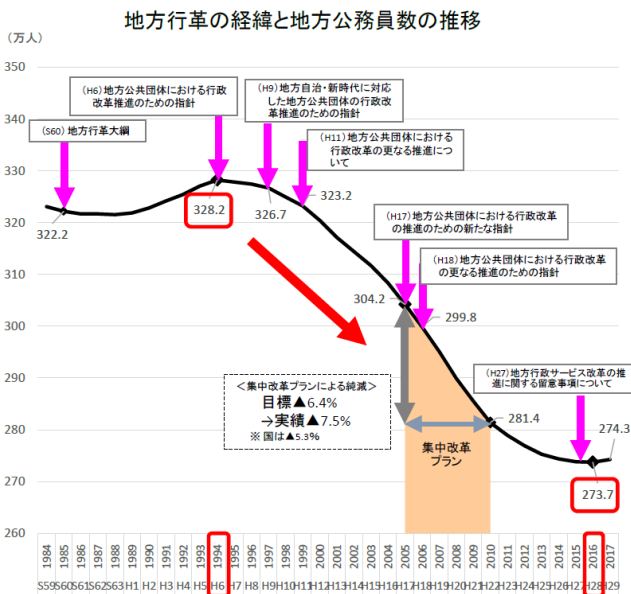 地方行革の経緯と地方公務員数の推移
（万人）
350
340
330
320
310
300
290
280
270
260
（S60）地方行革大綱
（H6）地方公共団体における行政
改革推進のための指針
（H9）地方自治・新時代に対応
した地方公共団体の行政改
革推進のための指針
（H11）地方公共団体における
行政改革の更なる推進につ
いて
（H17）地方公共団体における行政改革
の推進のための新たな指針
（H18）地方公共団体における行政改革
の更なる推進のための指針
（H27）地方行政サービス改革の推
進に関する留意事項について
322.2
328.2
326.7
323.2
304.2
299.8
281.4
274.3
273.7
＜集中改革プランによる純減＞
目標▲6.4%
→実績▲7.5%
※ 国は▲5.3%
集中改革
プラン
1984 1985 1986 1987 1988 1989 1990 1991 1992 1993 1994 1995 1996 1997 1998 1999 2000 2001 2002 2003 2004 2005 2006 2007 2008 2009 2010 2011 2012 2013 2014 2015 2016 2017
S59 S60 S61 S62 S63 H1 H2 H3 H4 H5 H6 H7 H8 H9 H10 H11 H12 H13 H14 H15 H16 H17 H18 H19 H20 H21 H22 H23 H24 H25 H26 H27 H28 H29